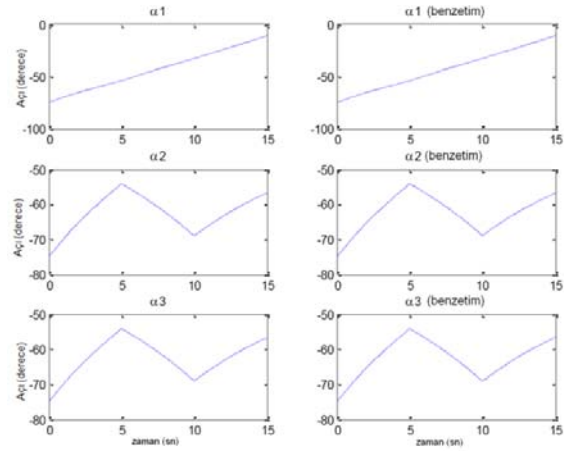 α1
α1 (benzetim)
0
-50
-100
0 5 10 15
Açı (derece)
0
-50
-100
0 5 10 15
α2
α2 (benzetim)
-50
-60
-70
-80
0 5 10 15
Açı (derece)
-50
-60
-70
-80
0 5 10 15
α3
α3 (benzetim)
-50
-60
-70
-80
0 5 10 15
Açı (derece)
zaman (sn)
-50
-60
-70
-80
0 5 10 15
zaman (sn)